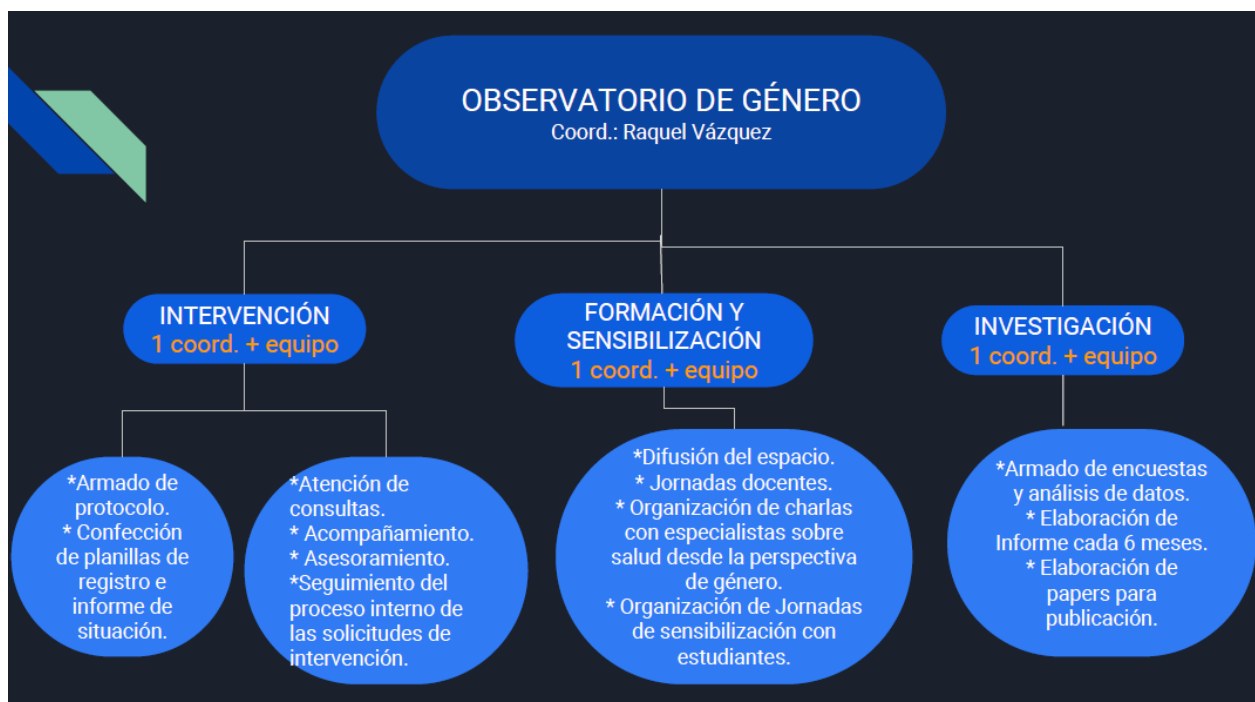 OBSERVATORIO DE GÉNERO
Coord.: Raquel Vázquez
INTERVENCIÓN
1 coord. + equipo
FORMACIÓN Y
SENSIBILIZACIÓN
1 coord. + equipo
INVESTIGACIÓN
1 coord. + equipo
*Armado de
protocolo.
* Confección
de planillas de
registro e
informe de
situación.
*Atención de
consultas.
* Acompañamiento.
* Asesoramiento.
*Seguimiento del
proceso interno de
las solicitudes de
intervención.
*Difusión del espacio.
* Jornadas docentes.
* Organización de charlas
con especialistas sobre
salud desde la perspectiva
de género.
* Organización de Jornadas
de sensibilización con
estudiantes.
*Armado de encuestas
y análisis de datos.
* Elaboración de
Informe cada 6 meses.
* Elaboración de
papers para
publicación.